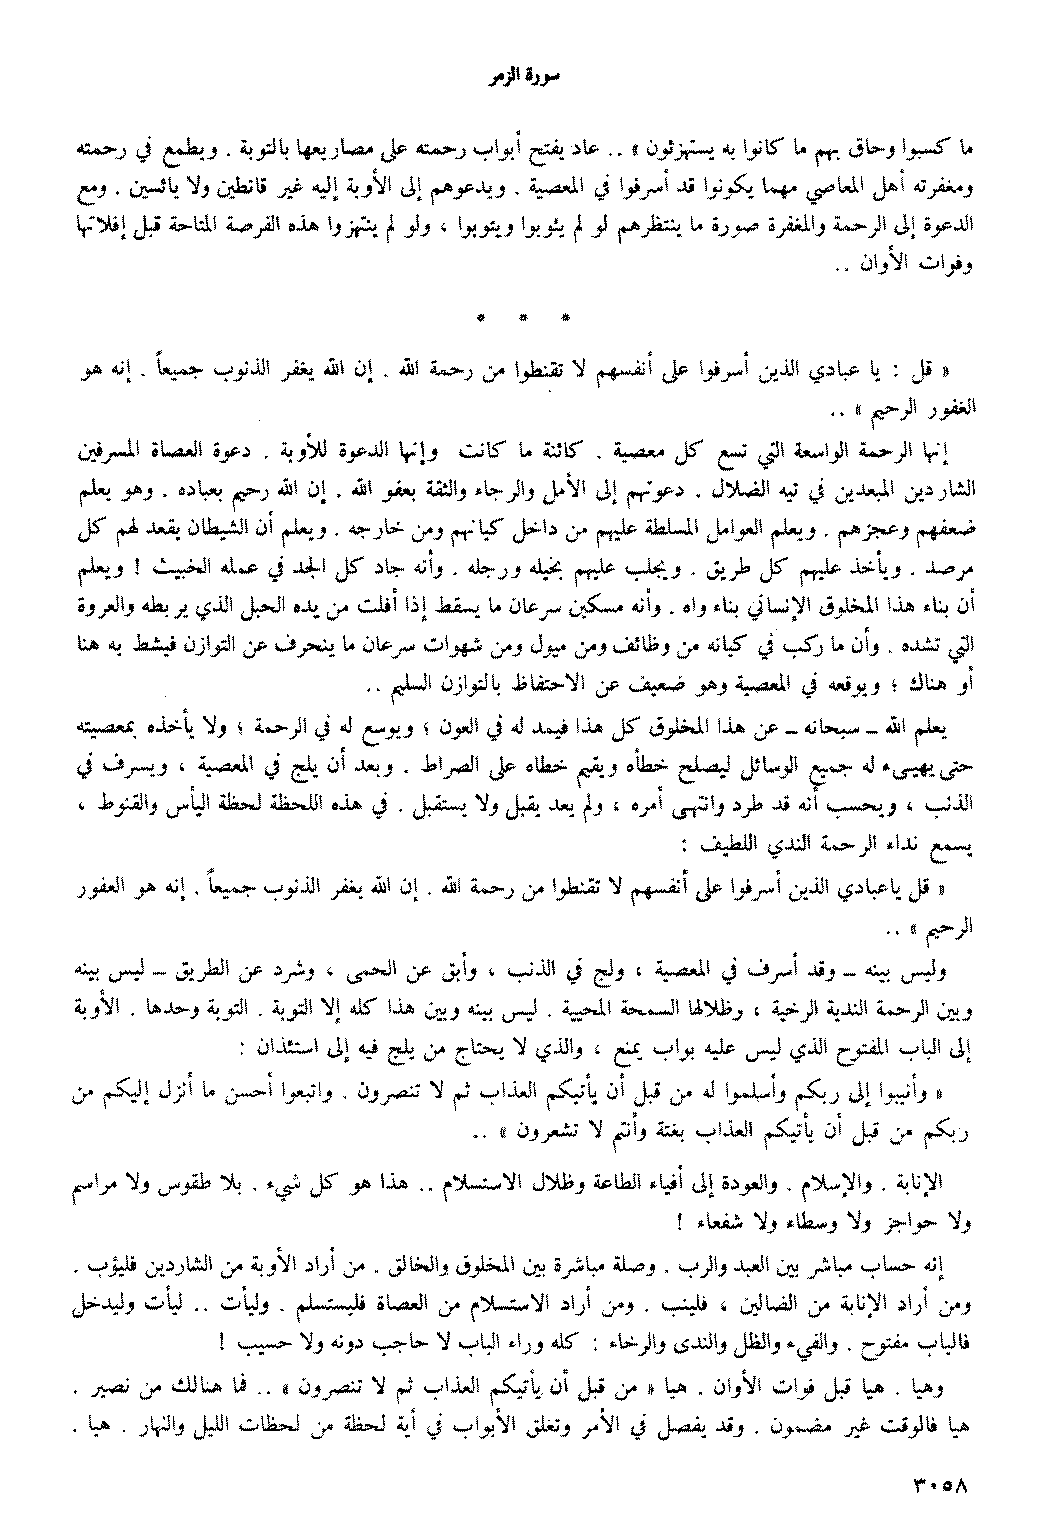 سورة الزمر
ما كسبوا وحاق بهم ما كانوا به يستهزئون » .. عاد يفتح أبواب رحمته على مصاريعها بالتوبة . ويطمع في رحمته
ومغفرته أهل المعاصي مهما يكونوا قد أسرفوا في المعصية . ويدعوهم إلى الأوبة إليه غير قانطين ولا يائسين . ومع
الدعوة إلى الرحمة والمغفرة صورة ما ينتظرهم لو لم يئوبوا ويتوبوا ، ولو لم ينتهزوا هذه الفرصة المتاحة قبل إفلاتها
وفوات الأوان ..
* * *
« قل : يا عبادي الذين أسرفوا على أنفسهم لا تقنطوا من رحمة الله . إن الله يغفر الذنوب جميعاً . إنه هو
الغفور الرحيم » ..
إنها الرحمة الواسعة التي تسع كل معصية . كائنة ما كانت وإنها الدعوة للأوبة . دعوة العصاة المسرفين
الشاردين المبعدين في تيه الضلال . دعوتهم إلى الأمل والرجاء والثقة بعفو الله . إن الله رحيم بعباده . وهو يعلم
ضعفهم وعجزهم . ويعلم العوامل المسلطة عليهم من داخل كيانهم ومن خارجه . ويعلم أن الشيطان يقعد لهم كل
مرصد . ويأخذ عليهم كل طريق . ويجلب عليهم بخيله ورجله . وأنه جاد كل الجد في عمله الخبيث ! ويعلم
أن بناء هذا المخلوق الإنساني بناء واه . وأنه مسكين سرعان ما يسقط إذا أفلت من يده الحبل الذي يربطه والعروة
التي تشده . وأن ما ركب في كيانه من وظائف ومن ميول ومن شهوات سرعان ما ينحرف عن التوازن فيشط به هنا
أو هناك ؛ ويوقعه في المعصية وهو ضعيف عن الاحتفاظ بالتوازن السليم ..
يعلم الله ــ سبحانه ــ عن هذا المخلوق كل هذا فيمد له في العون ؛ ويوسع له في الرحمة ؛ ولا يأخذه بمعصيته
حتى يهيىء له جميع الوسائل ليصلح خطأه ويقيم خطاه على الصراط . وبعد أن يلج في المعصية ، ويسرف في
الذنب ، ويحسب أنه قد طرد وانتهى أمره ، ولم يعد يقبل ولا يستقبل . في هذه اللحظة لحظة اليأس والقنوط ،
يسمع نداء الرحمة الندي اللطيف :
« قل ياعبادي الذين أسرفوا على أنفسهم لا تقنطوا من رحمة الله . إن الله يغفر الذنوب جميعاً . إنه هو العفور
الرحيم » ..
وليس بينه ــ وقد أسرف في المعصية ، ولج في الذنب ، وأبق عن الحمى ، وشرد عن الطريق ــ ليس بينه
وبين الرحمة الندية الرخية ، وظلالها السمحة المحيية . ليس بينه وبين هذا كله إلا التوبة . التوبة وحدها . الأوبة
إلى الباب المفتوح الذي ليس عليه بواب يمنع ، والذي لا يحتاج من يلج فيه إلى استئذان :
« وأنيبوا إلى ربكم وأسلموا له من قبل أن يأتيكم العذاب ثم لا تنصرون . واتبعوا أحسن ما أنزل إليكم من
ربكم من قبل أن يأتيكم العذاب بغتة وأنتم لا تشعرون » ..
الإنابة . والإسلام . والعودة إلى أفياء الطاعة وظلال الاستسلام .. هذا هو كل شيء . بلا طقوس ولا مراسم
ولا حواجز ولا وسطاء ولا شفعاء !
إنه حساب مباشر بين العبد والرب . وصلة مباشرة بين المخلوق والخالق . من أراد الأوبة من الشاردين فليؤب .
ومن أراد الإنابة من الضالين ، فلينب . ومن أراد الاستسلام من العصاة فليستسلم . وليأت .. ليأت وليدخل
فالباب مفتوح . والفيء والظل والندى والرخاء : كله وراء الباب لا حاجب دونه ولا حسيب !
وهيا . هيا قبل فوات الأوان . هيا « من قبل أن يأتيكم العذاب ثم لا تنصرون » .. فما هنالك من نصير .
هيا فالوقت غير مضمون . وقد يفصل في الأمر وتغلق الأبواب في أية لحظة من لحظات الليل والنهار . هيا .
٣٠٥٨